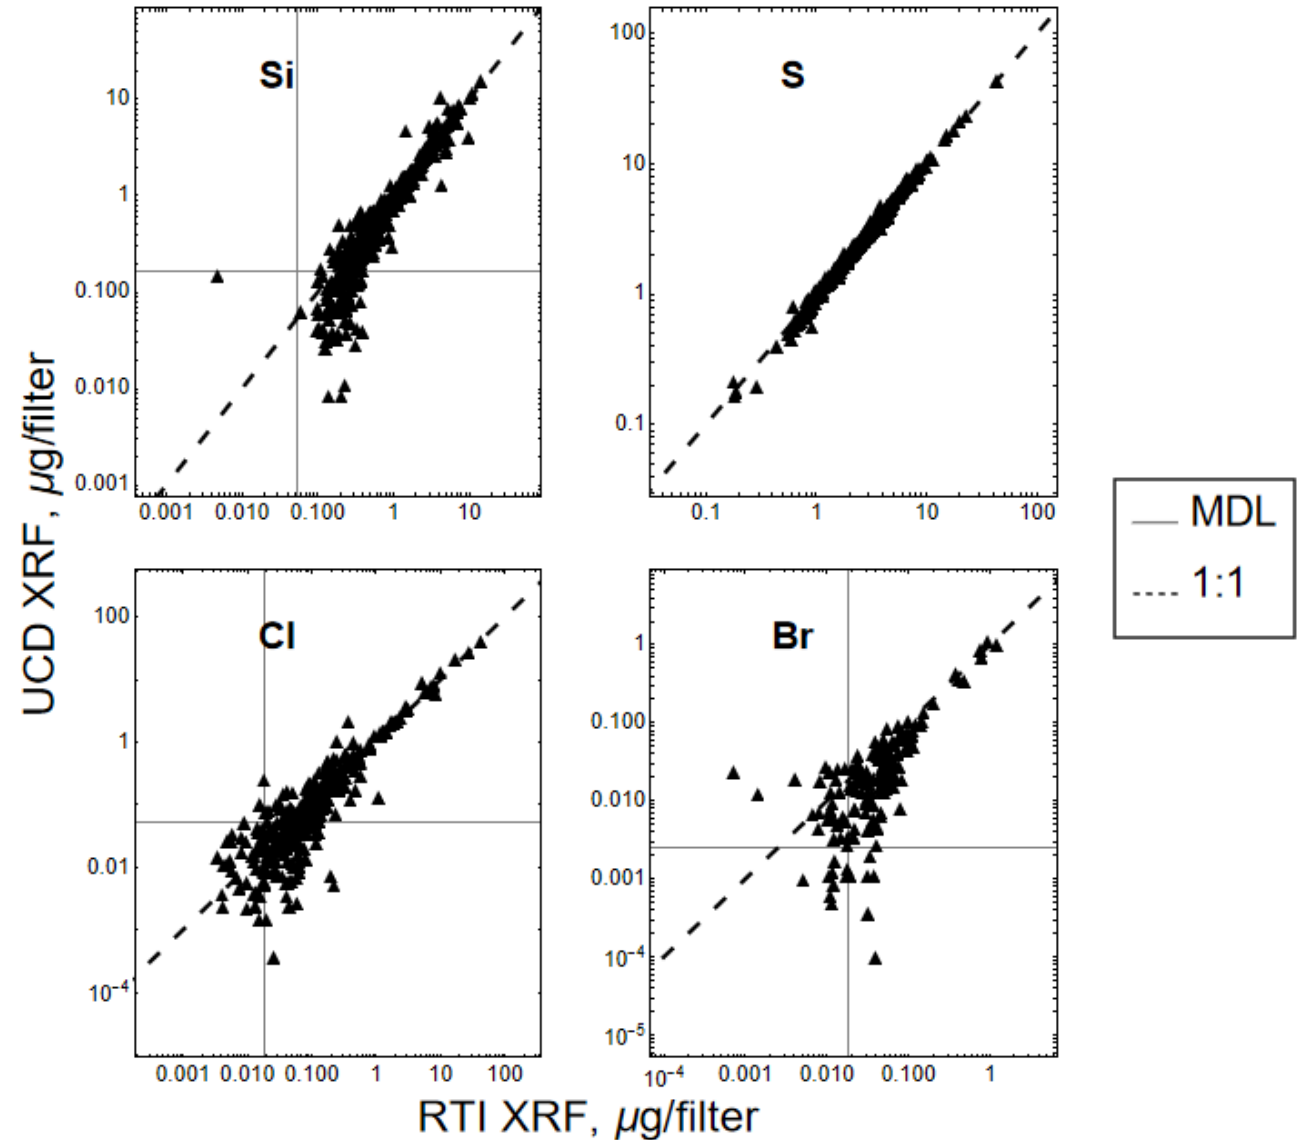 Si
10
1
0.100
0.010
0.001
0.001 0.010 0.100 1 10
S
100
10
1
0.1
0.1 1 10 100
Cl
100
1
0.01
10⁻⁴
0.001 0.010 0.100 1 10 100
Br
1
0.100
0.010
0.001
10⁻⁴
10⁻⁵
10⁻⁴ 0.001 0.010 0.100 1
MDL
1:1
UCD XRF, µg/filter
RTI XRF, µg/filter